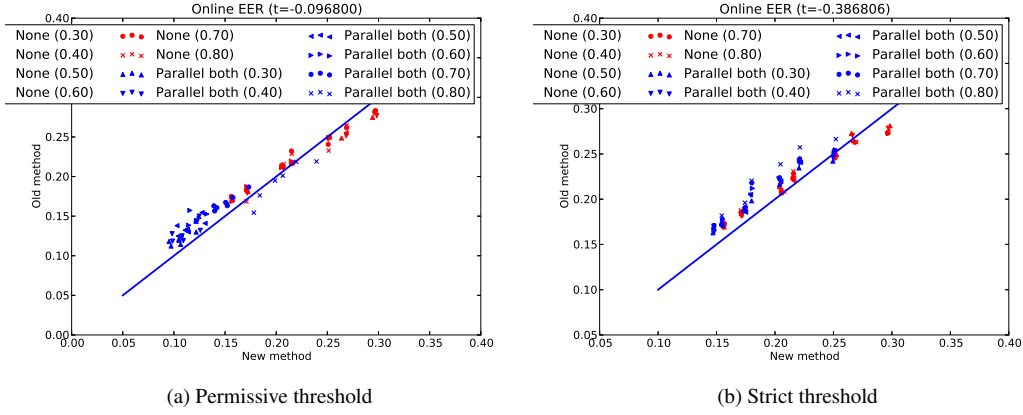 Online EER (t=-0.096800)
0.40
None (0.30) None (0.70) Parallel both (0.50)
None (0.40) None (0.80) Parallel both (0.60)
None (0.50) Parallel both (0.30) Parallel both (0.70)
None (0.60) Parallel both (0.40) Parallel both (0.80)
0.25
0.20
0.15
0.10
0.05
0.00
Old method
0.00 0.05 0.10 0.15 0.20 0.25 0.30 0.35 0.40
New method
(a) Permissive threshold
Online EER (t=-0.386806)
0.40
None (0.30) None (0.70) Parallel both (0.50)
None (0.40) None (0.80) Parallel both (0.60)
None (0.50) Parallel both (0.30) Parallel both (0.70)
None (0.60) Parallel both (0.40) Parallel both (0.80)
0.30
0.25
0.20
0.15
0.10
0.05
Old method
0.05 0.10 0.15 0.20 0.25 0.30 0.35 0.40
New method
(b) Strict threshold